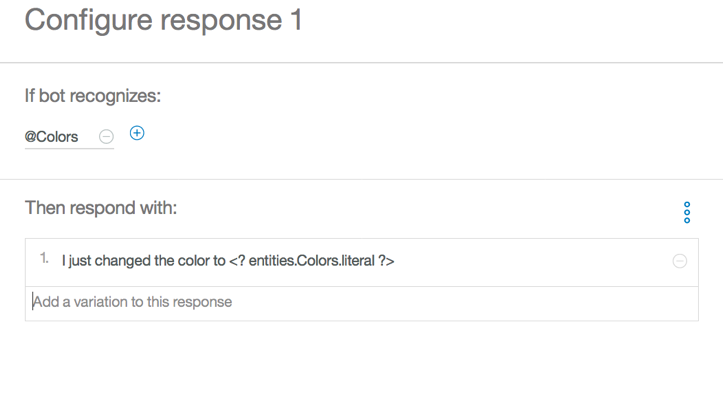 Configure response 1
If bot recognizes:
@Colors
Then respond with:
1. I just changed the color to <? entities.Colors.literal ?>
Add a variation to this response